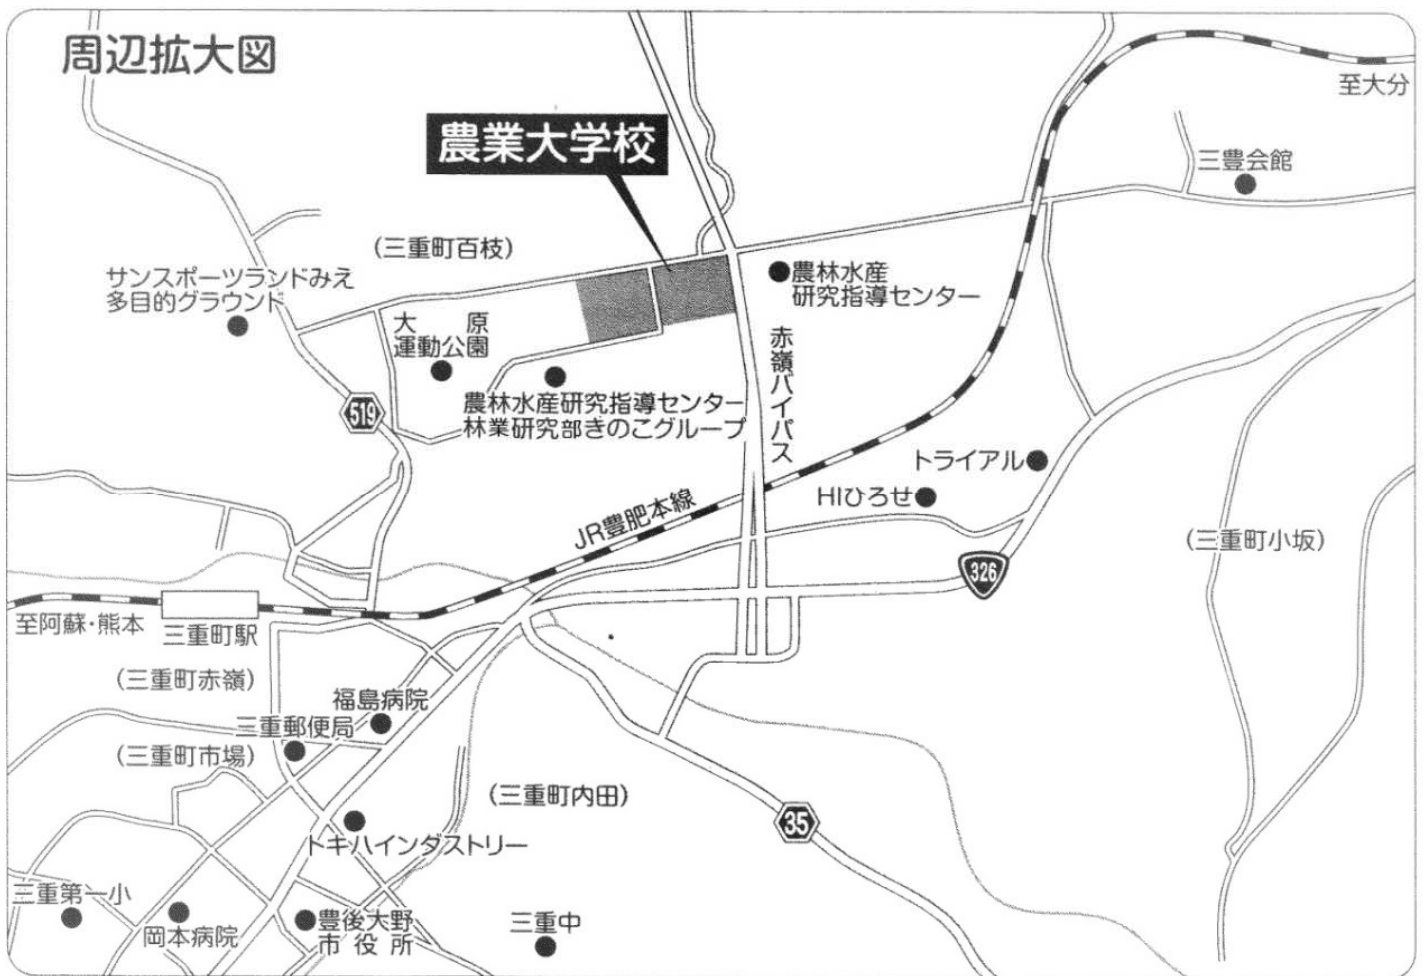 周辺拡大図
至大分
農業大学校
三豊会館
(三重町百枝)
サンスポーツランドみえ
多目的グラウンド
農林水産
研究指導センター
大原
運動公園
赤嶺バイパス
519
農林水産研究指導センター
林業研究部きのこグループ
トライアル
HIひろせ
JR豊肥本線
(三重町小坂)
326
至阿蘇・熊本
三重町駅
(三重町赤嶺)
福島病院
三重郵便局
(三重町市場)
(三重町内田)
35
トキハインダストリー
三重第一小
岡本病院
豊後大野
市役所
三重中